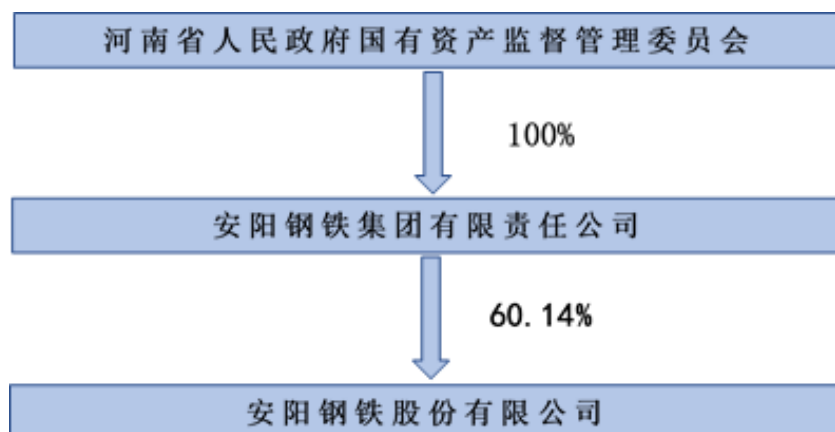 河南省人民政府国有资产监督管理委员会
100%
安阳钢铁集团有限责任公司
60.14%
安阳钢铁股份有限公司